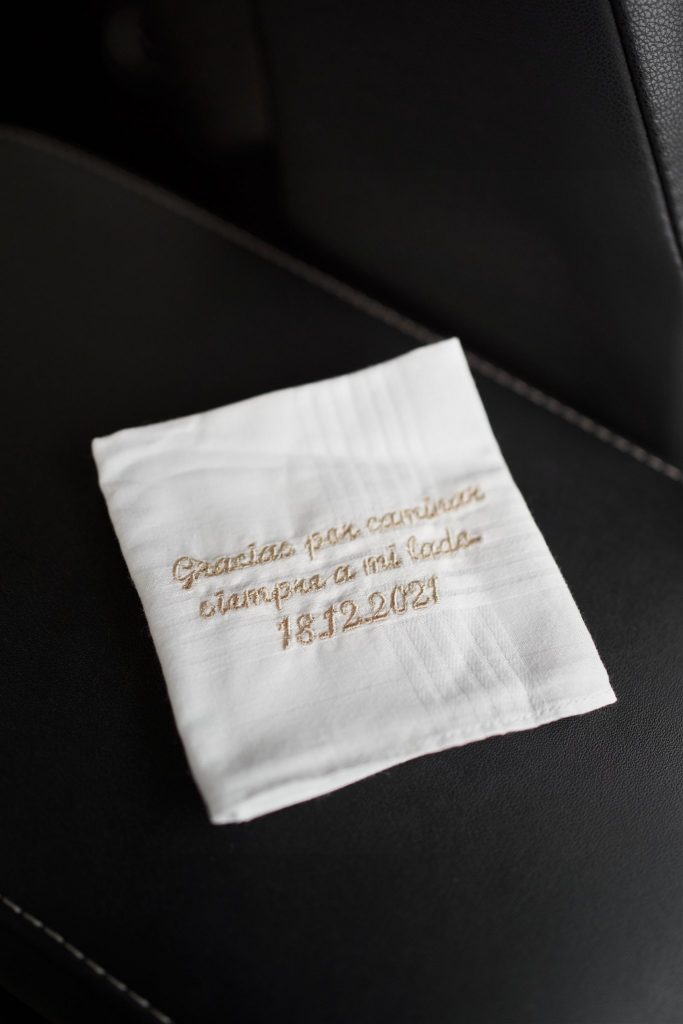 Gracias por caminar
siempre a mi lado
18.12.2021